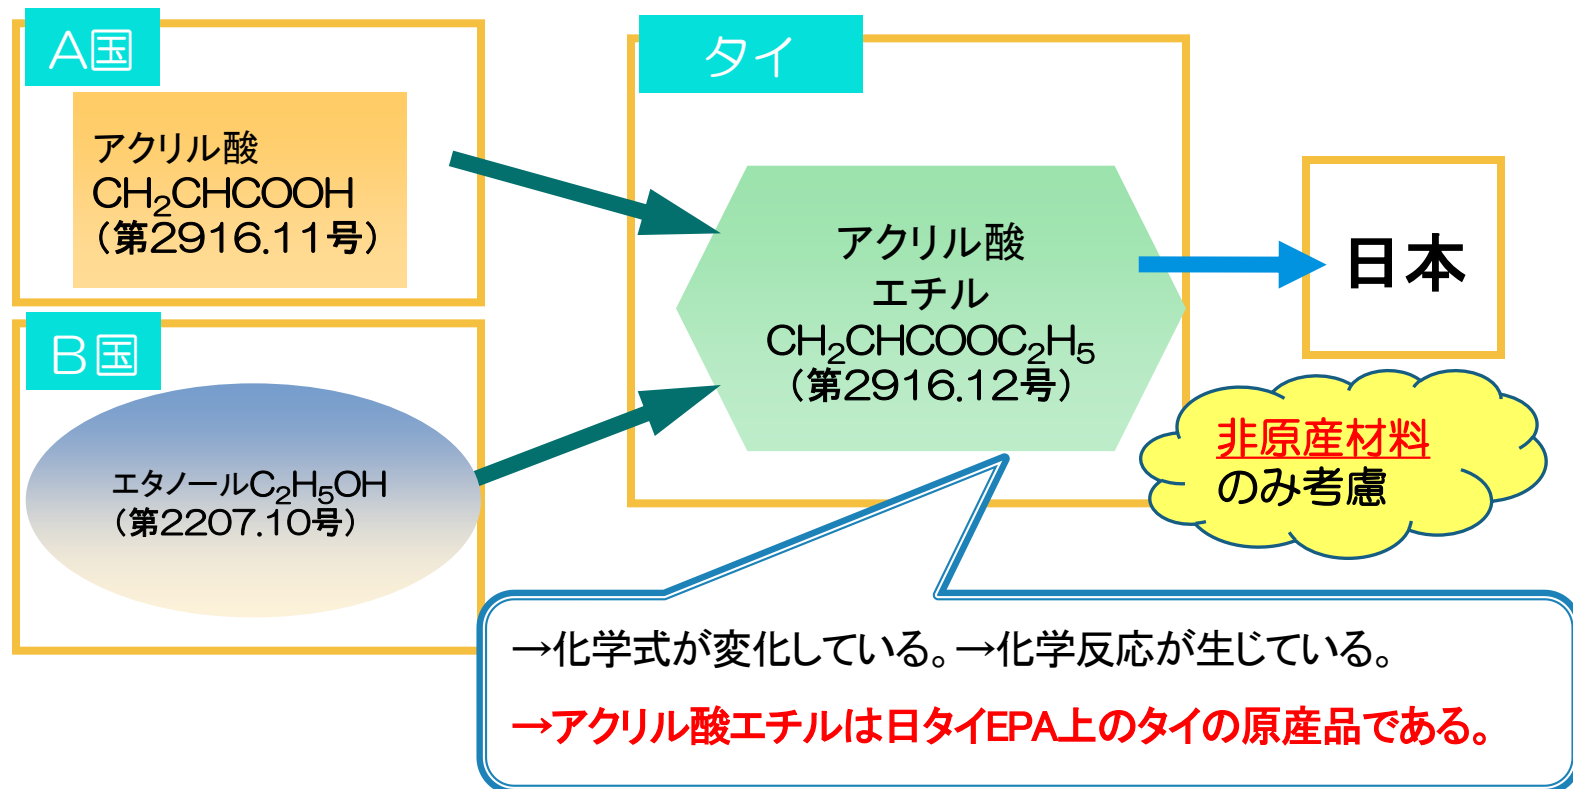 A国
アクリル酸
CH₂CHCOOH
(第2916.11号)
B国
エタノールC₂H₅OH
(第2207.10号)
タイ
アクリル酸
エチル
CH₂CHCOOC₂H₅
(第2916.12号)
日本
非原産材料
のみ考慮
→化学式が変化している。→化学反応が生じている。
→アクリル酸エチルは日タイEPA上のタイの原産品である。